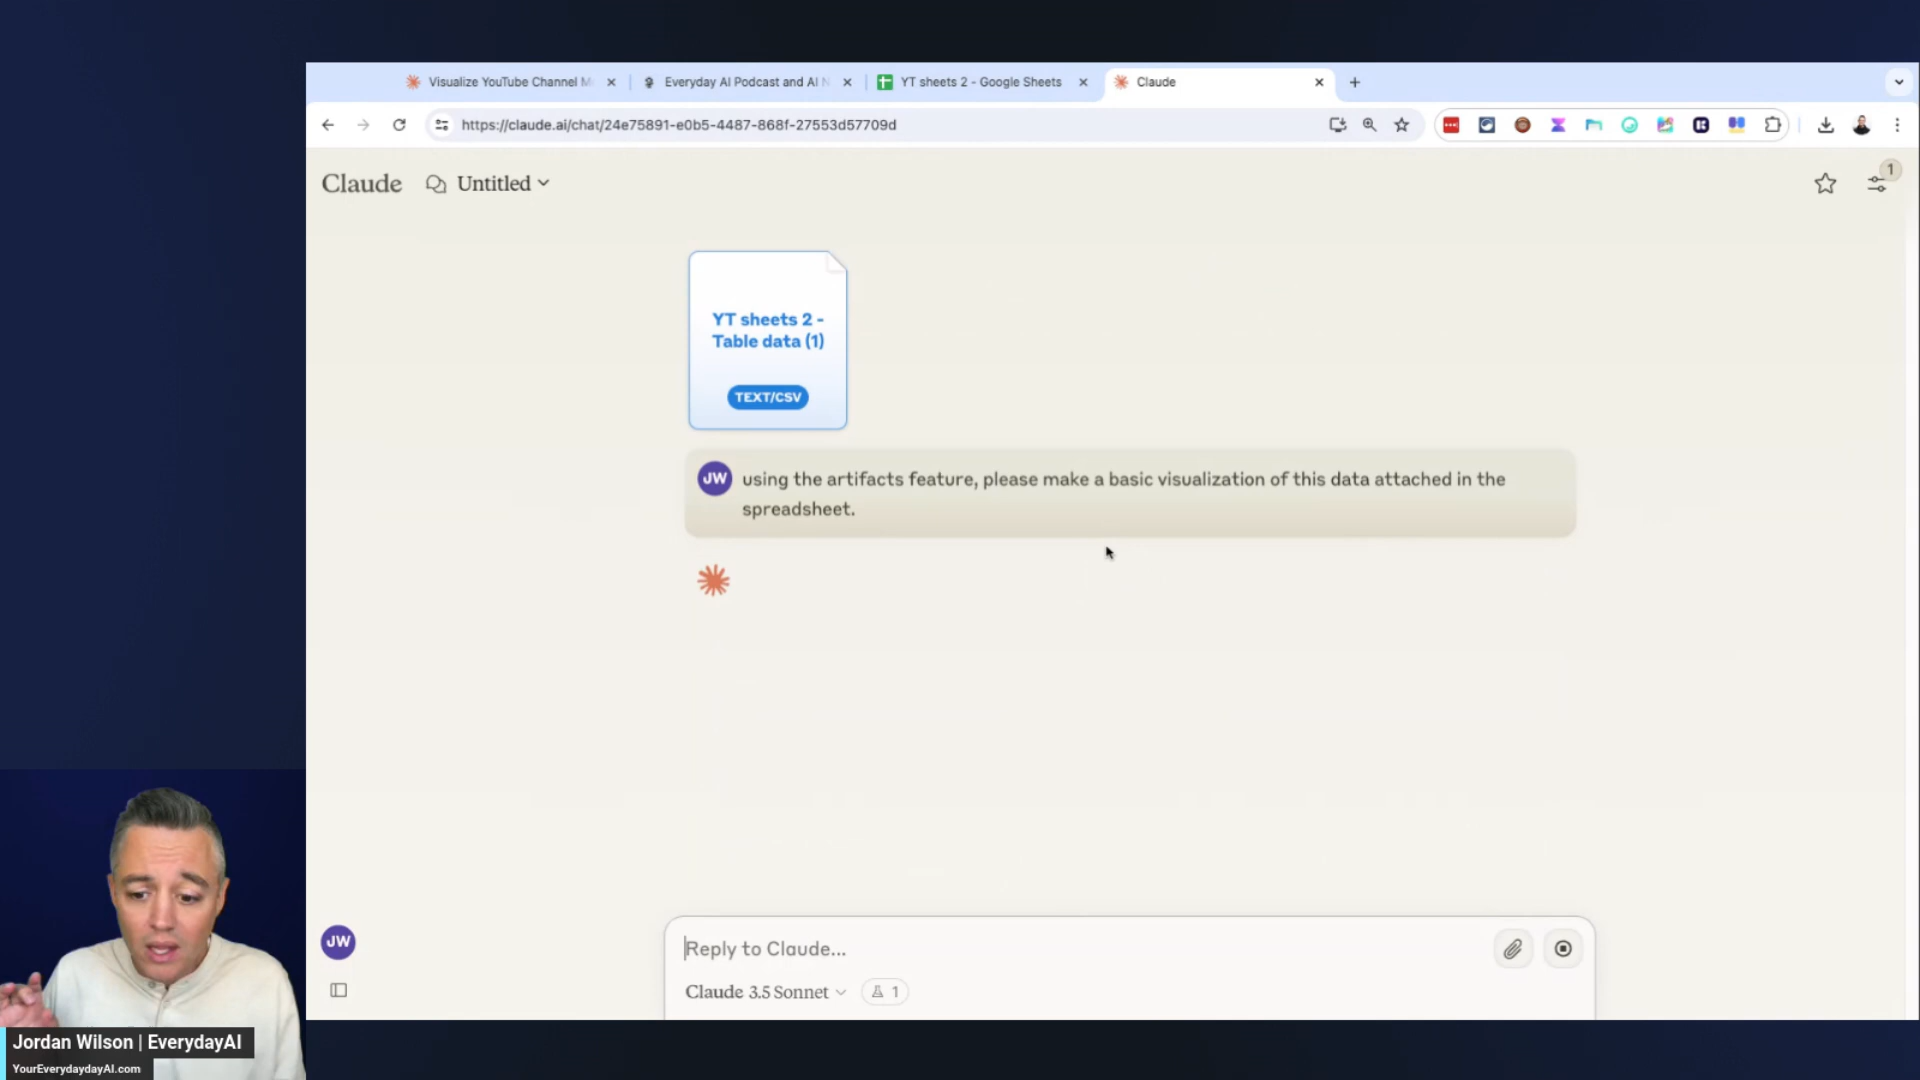 Visualize YouTube Channel M
Everyday AI Podcast and AI N
YT sheets 2 - Google Sheets
Claude
https://claude.ai/chat/24e75891-e0b5-4487-868f-27553d57709d
Claude
Untitled
1
YT sheets 2 -
Table data (1)
TEXT/CSV
JW
using the artifacts feature, please make a basic visualization of this data attached in the
spreadsheet.
JW
Reply to Claude...
Claude 3.5 Sonnet
1
Jordan Wilson | EverydayAI
YourEverydaydayAI.com